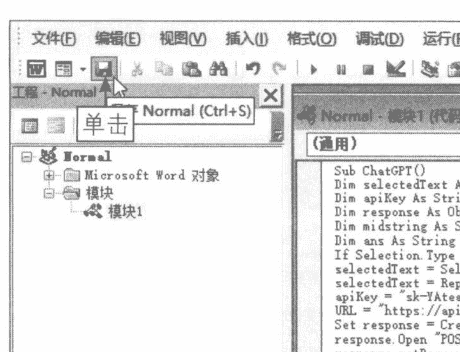 文件(F) 编辑(E) 视图(V) 插入(I) 格式(O) 调试(D) 运行(
工程 - Normal
Normal (Ctrl+S)
单击
Normal - 模块1 (代码
(通用)
Normal
Microsoft Word 对象
模块
模块1
Sub ChatGPT()
Dim selectedText A
Dim apiKey As Stri
Dim response As Ob
Dim midstring As S
Dim ans As String
If Selection.Type
selectedText = Sel
selectedText = Rep
apiKey = "sk-YAtee
URL = "https://api
Set response = Cre
response.Open "POS